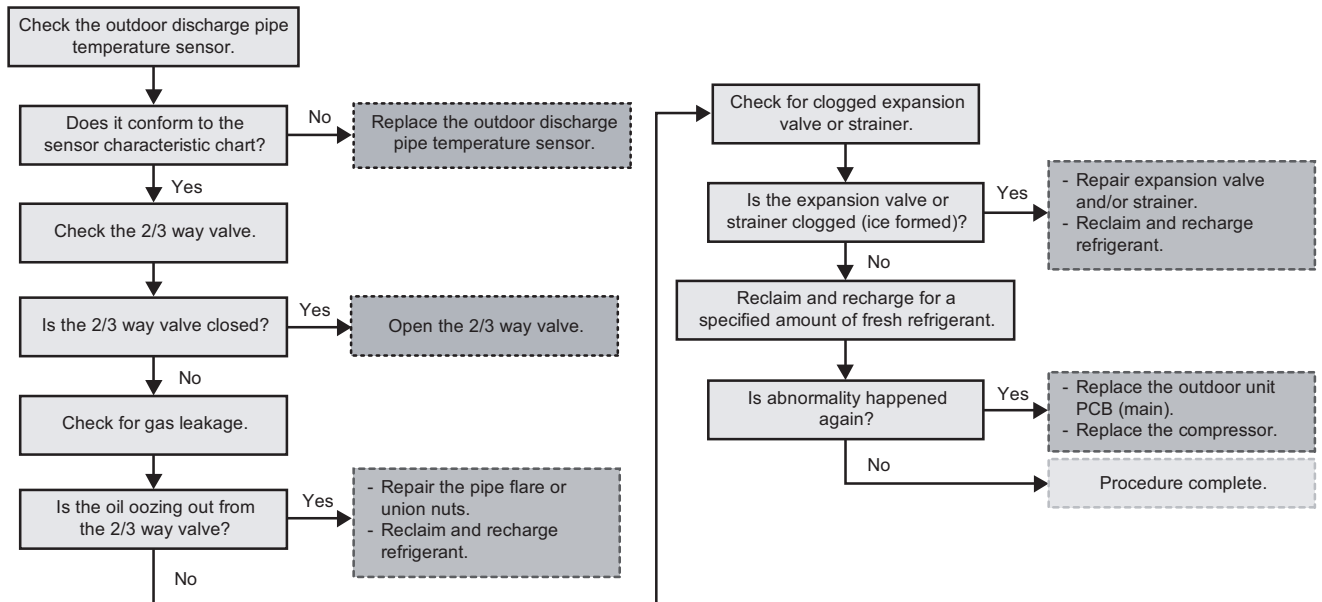 Check the outdoor discharge pipe
temperature sensor.
Does it conform to the
sensor characteristic chart?
No
Replace the outdoor discharge
pipe temperature sensor.
Yes
Check the 2/3 way valve.
Is the 2/3 way valve closed?
Yes
Open the 2/3 way valve.
No
Check for gas leakage.
Is the oil oozing out from
the 2/3 way valve?
Yes
- Repair the pipe flare or
union nuts.
- Reclaim and recharge
refrigerant.
No
Check for clogged expansion
valve or strainer.
Is the expansion valve or
strainer clogged (ice formed)?
Yes
- Repair expansion valve
and/or strainer.
- Reclaim and recharge
refrigerant.
No
Reclaim and recharge for a
specified amount of fresh refrigerant.
Is abnormality happened
again?
Yes
- Replace the outdoor unit
PCB (main).
- Replace the compressor.
No
Procedure complete.